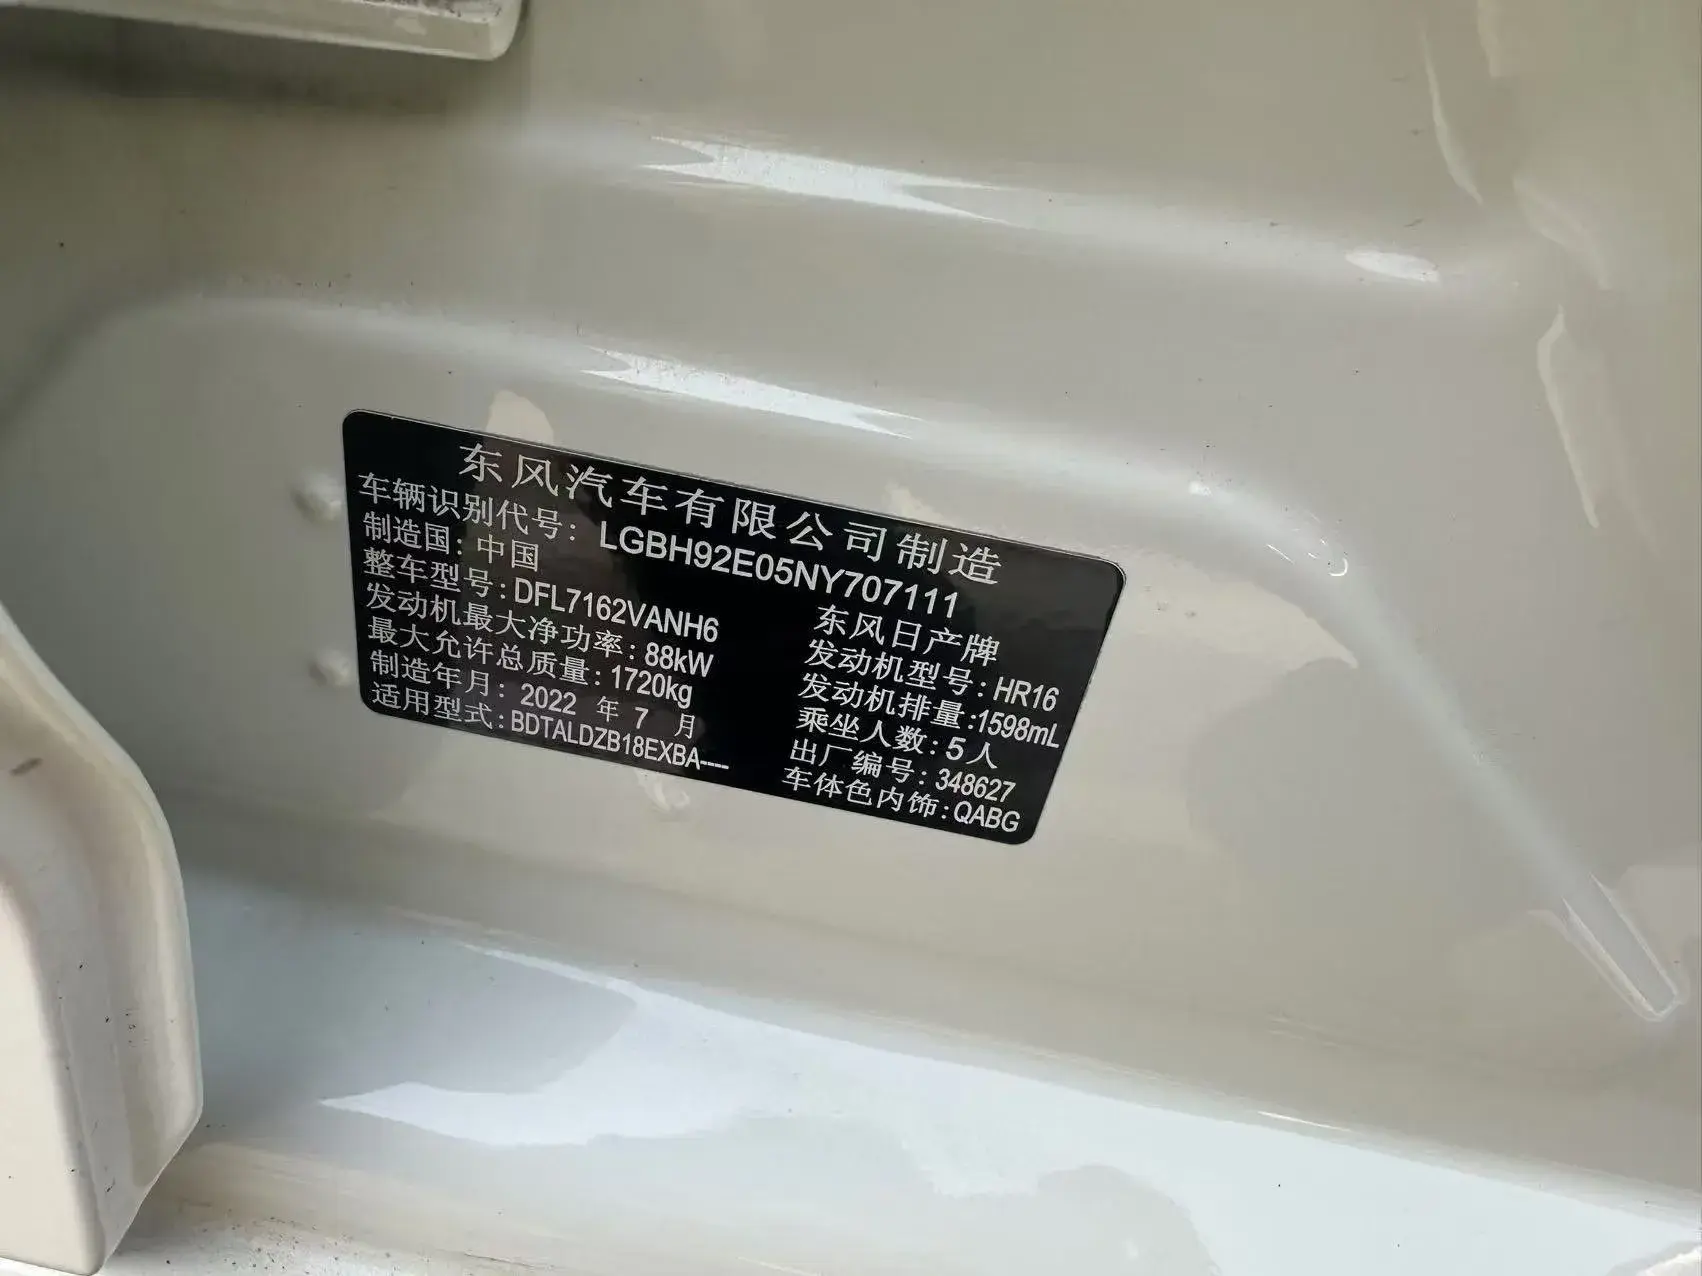 东风汽车有限公司制造
车辆识别代号: LGBH92E05NY707111
制造国: 中国 东风日产牌
整车型号: DFL7162VANH6 发动机型号: HR16
发动机最大净功率: 88kW 发动机排量: 1598mL
最大允许总质量: 1720kg 乘坐人数: 5人
制造年月: 2022 年 7 月 出厂编号: 348627
适用型式: BDTALDZB18EXBA---- 车体色内饰: QABG